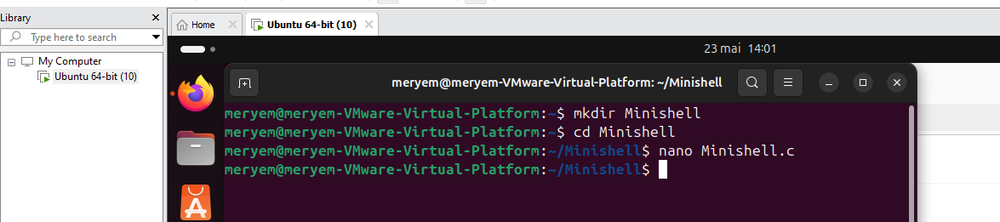 Library
Type here to search
My Computer
Ubuntu 64-bit (10)
Home
Ubuntu 64-bit (10)
23 mai 14:01
meryem@meryem-VMware-Virtual-Platform: ~/Minishell
meryem@meryem-VMware-Virtual-Platform:~$ mkdir Minishell
meryem@meryem-VMware-Virtual-Platform:~$ cd Minishell
meryem@meryem-VMware-Virtual-Platform:~/Minishell$ nano Minishell.c
meryem@meryem-VMware-Virtual-Platform:~/Minishell$